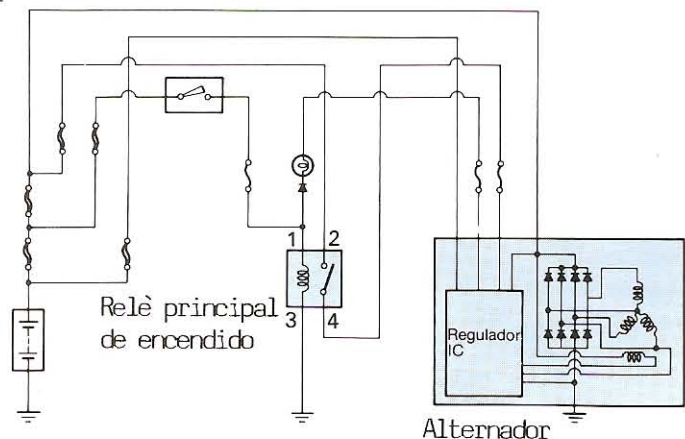 1 2
Relè principal
de encendido
3 4
Regulador
IC
Alternador